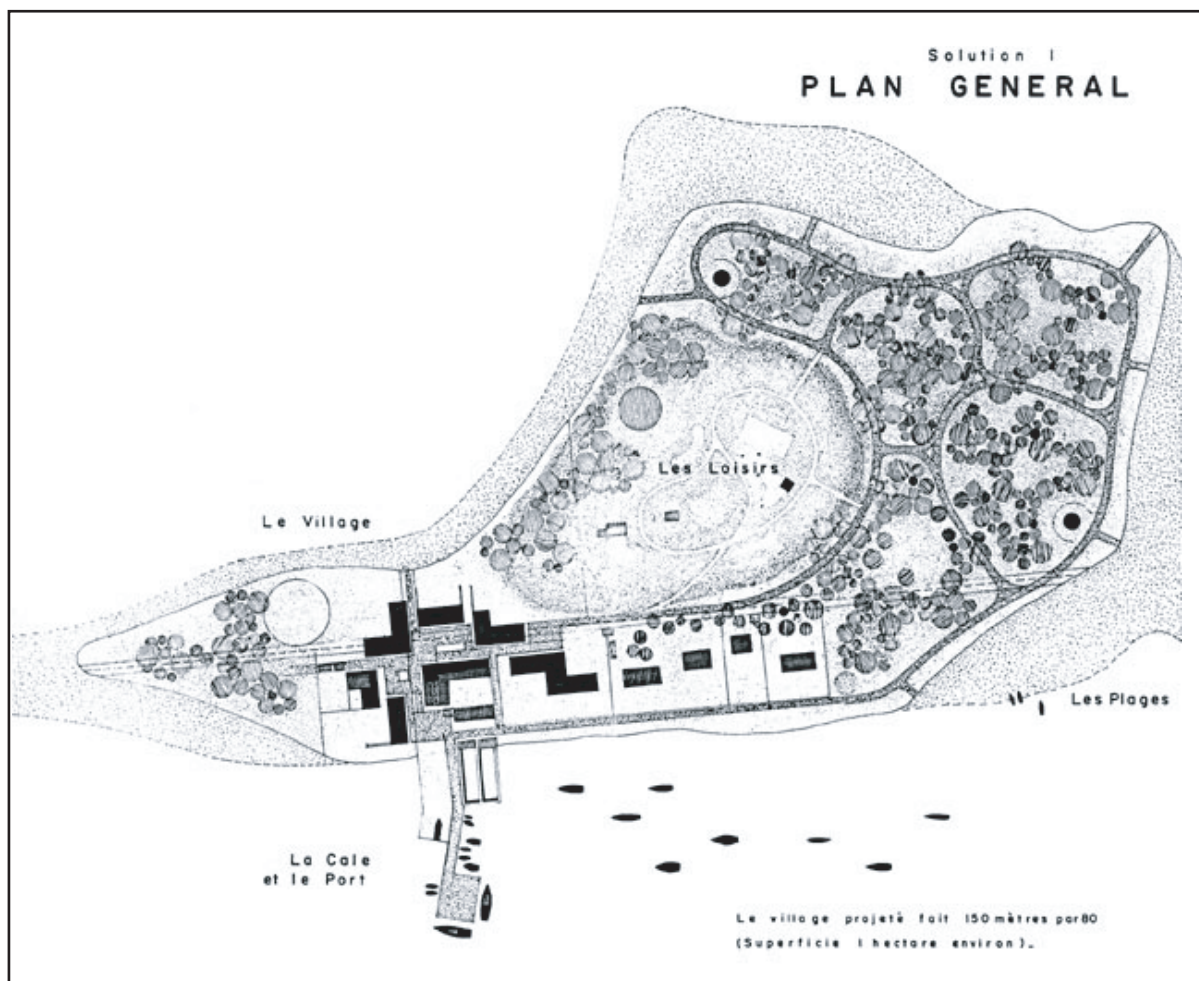 Solution I
PLAN GENERAL
Les Loisirs
Le Village
Les Plages
La Cale
et le Port
Le village projeté fait 150 mètres par 80
(Superficie 1 hectare environ)_